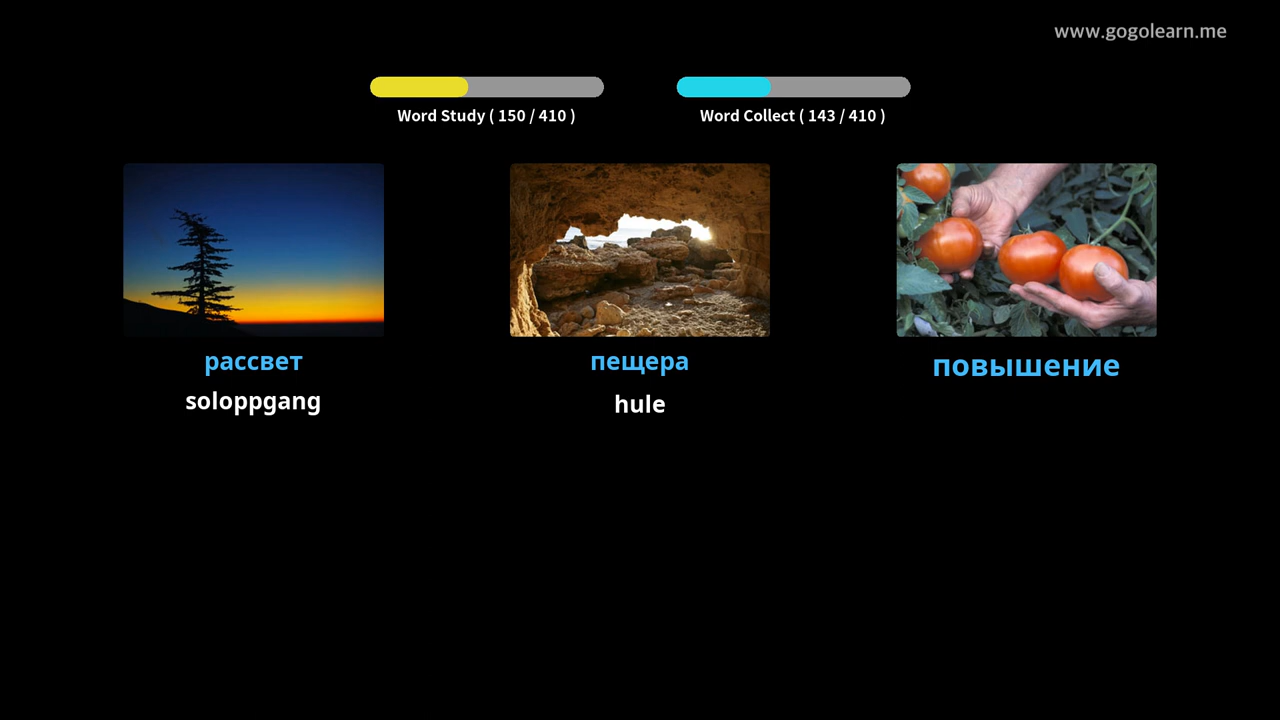 www.gogolearn.me
Word Study ( 150 / 410 )
Word Collect ( 143 / 410 )
рассвет
soloppgang
пещера
hule
повышение